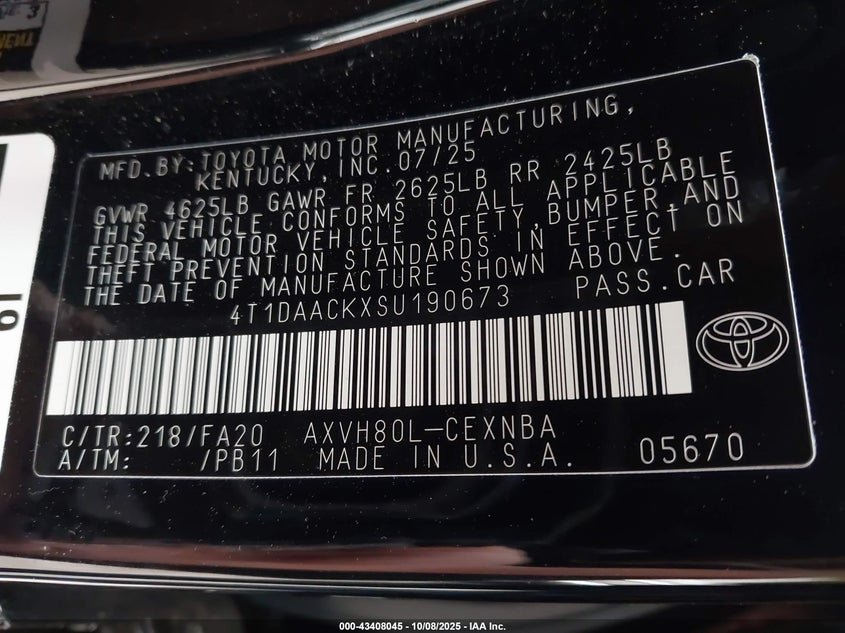 MFD.BY:TOYOTA MOTOR MANUFACTURING,
KENTUCKY,INC.07/25
GVWR 4625LB GAWR FR 2625LB RR 2425LB
THIS VEHICLE CONFORMS TO ALL APPLICABLE
FEDERAL MOTOR VEHICLE SAFETY,BUMPER,AND
THEFT PREVENTION STANDARDS IN EFFECT ON
THE DATE OF MANUFACTURE SHOWN ABOVE.
4T1DAACKXSU190673 PASS.CAR
C/TR:218/FA20 AXVH80L-CEXNBA
A/TM: /PB11 MADE IN U.S.A. 05670
000-43408045 - 10/08/2025 - IAA Inc.